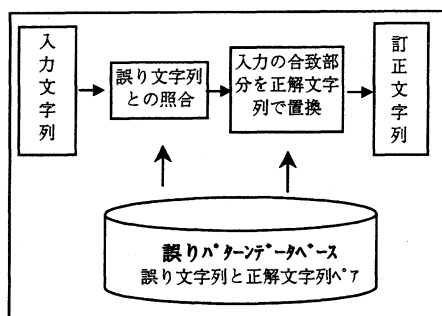 入力文字列
誤り文字列
との照合
入力の合致部
分を正解文字
列で置換
訂正文字列
誤りﾊﾟﾀｰﾝﾃﾞｰﾀﾍﾞｰｽ
誤り文字列と正解文字列ﾍﾟｱ